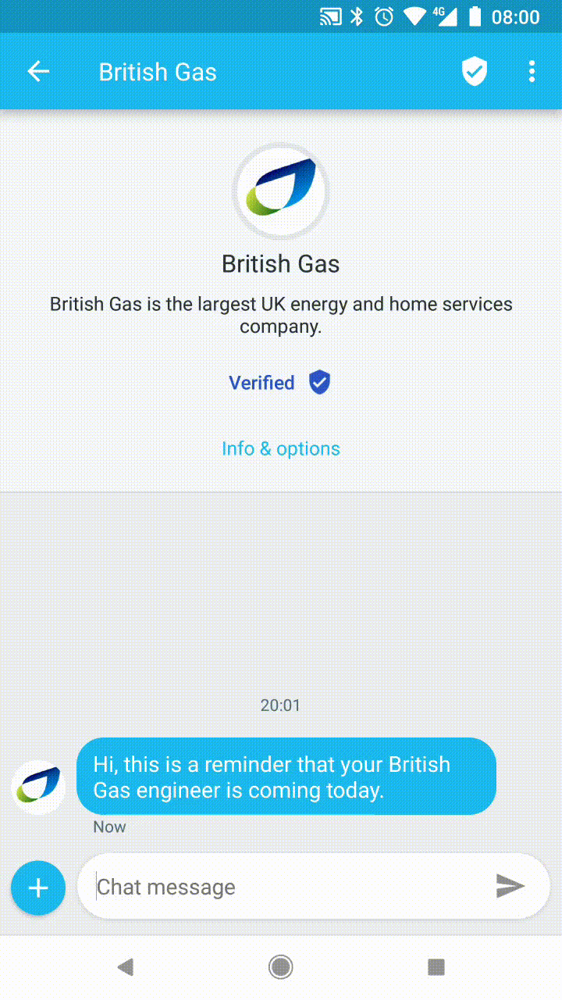 4G 08:00
British Gas
British Gas
British Gas is the largest UK energy and home services
company.
Verified
Info & options
20:01
Hi, this is a reminder that your British
Gas engineer is coming today.
Now
Chat message